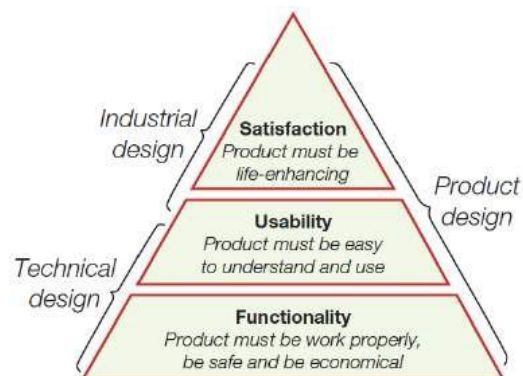 Industrial
design
Satisfaction
Product must be
life-enhancing
Product
design
Usability
Product must be easy
to understand and use
Technical
design
Functionality
Product must be work properly,
be safe and be economical